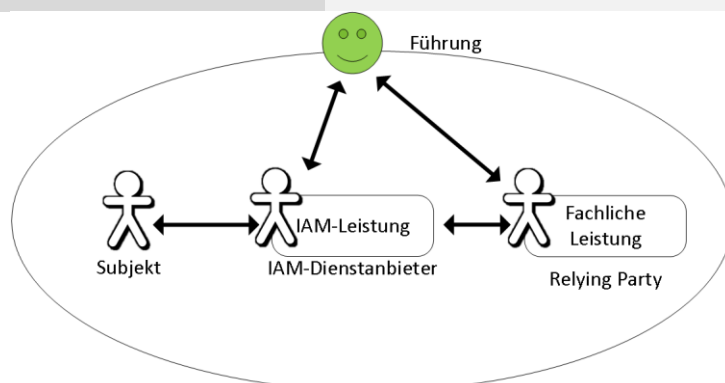 Führung
IAM-Leistung
Fachliche
Leistung
Subjekt
IAM-Dienstanbieter
Relying Party